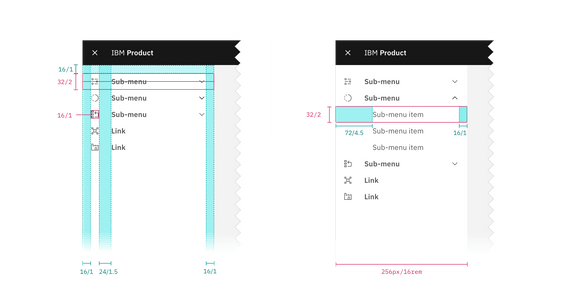 IBM Product
16/1
32/2
Sub-menu
Sub-menu
16/1
Sub-menu
Link
Link
16/1
24/1.5
16/1
IBM Product
Sub-menu
Sub-menu
32/2
Sub-menu item
72/4.5
16/1
Sub-menu item
Sub-menu item
Sub-menu
Link
Link
256px/16rem